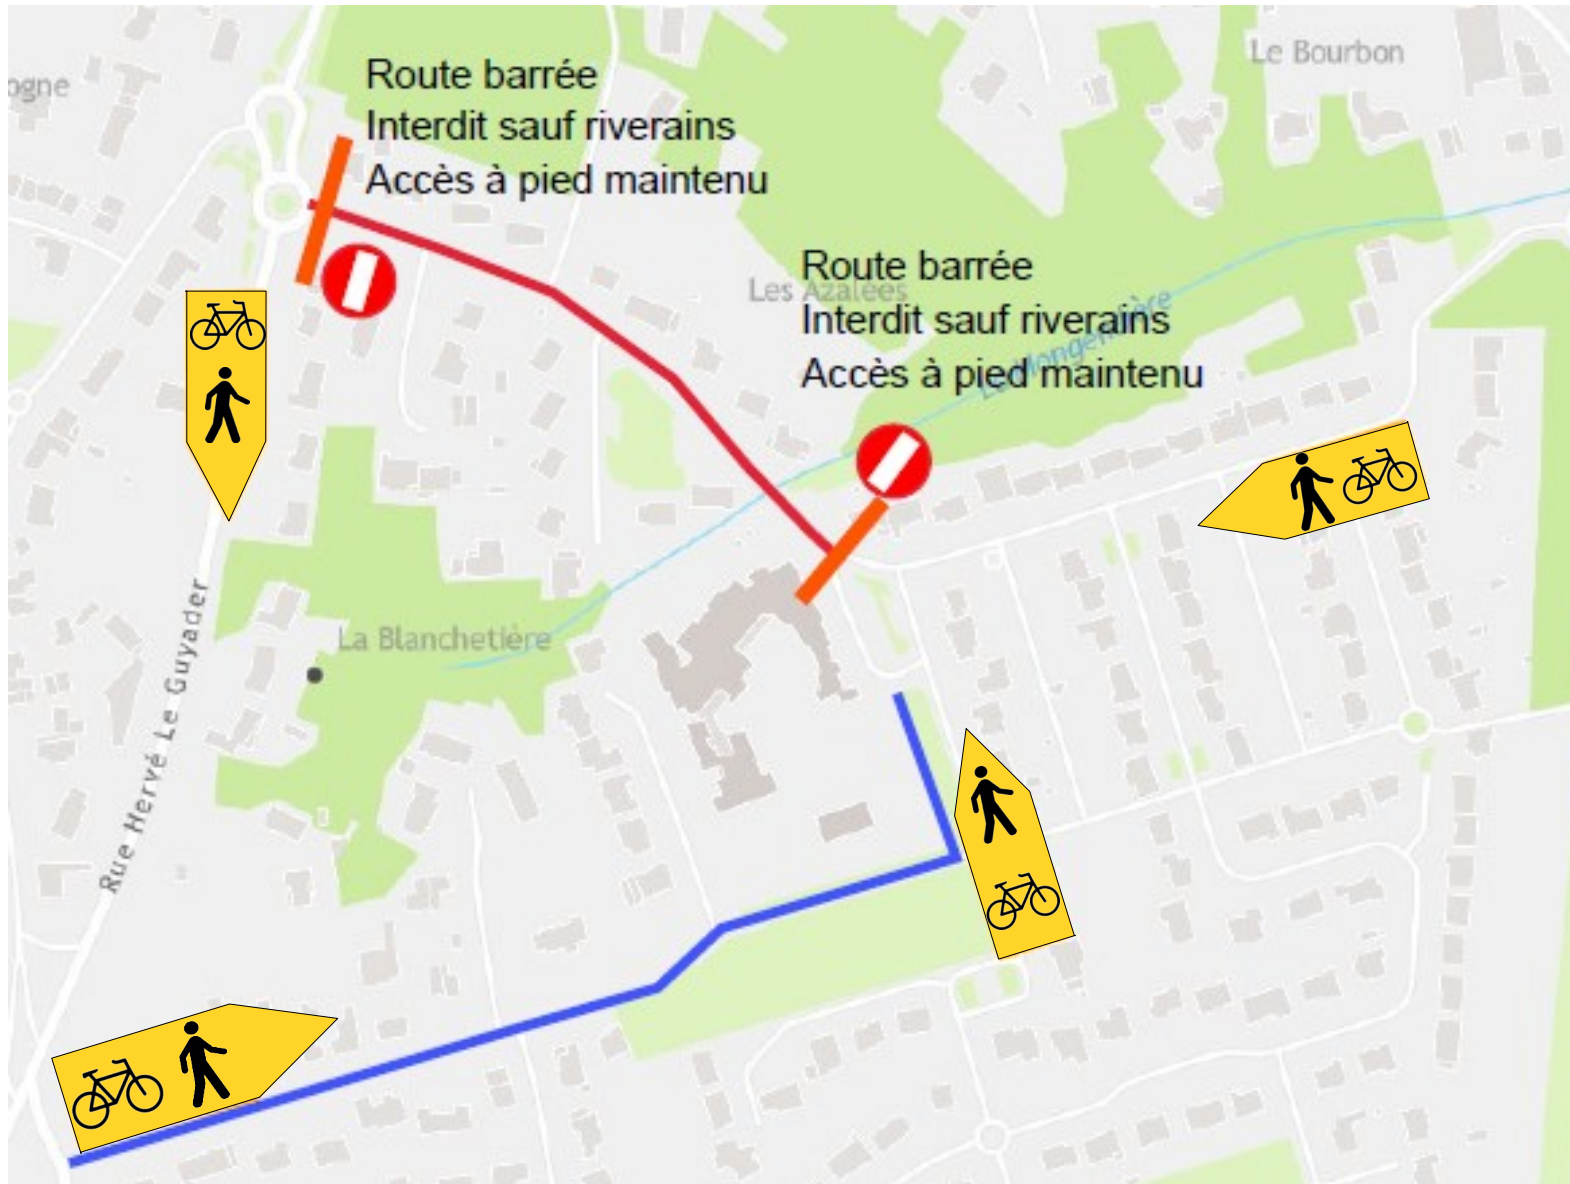 Le Bourbon
ogne
Route barrée
Interdit sauf riverains
Accès à pied maintenu
Route barrée
Les Azalées
Interdit sauf riverains
Accès à pied maintenu
Rue Hervé Le Guyader
La Blanchetière